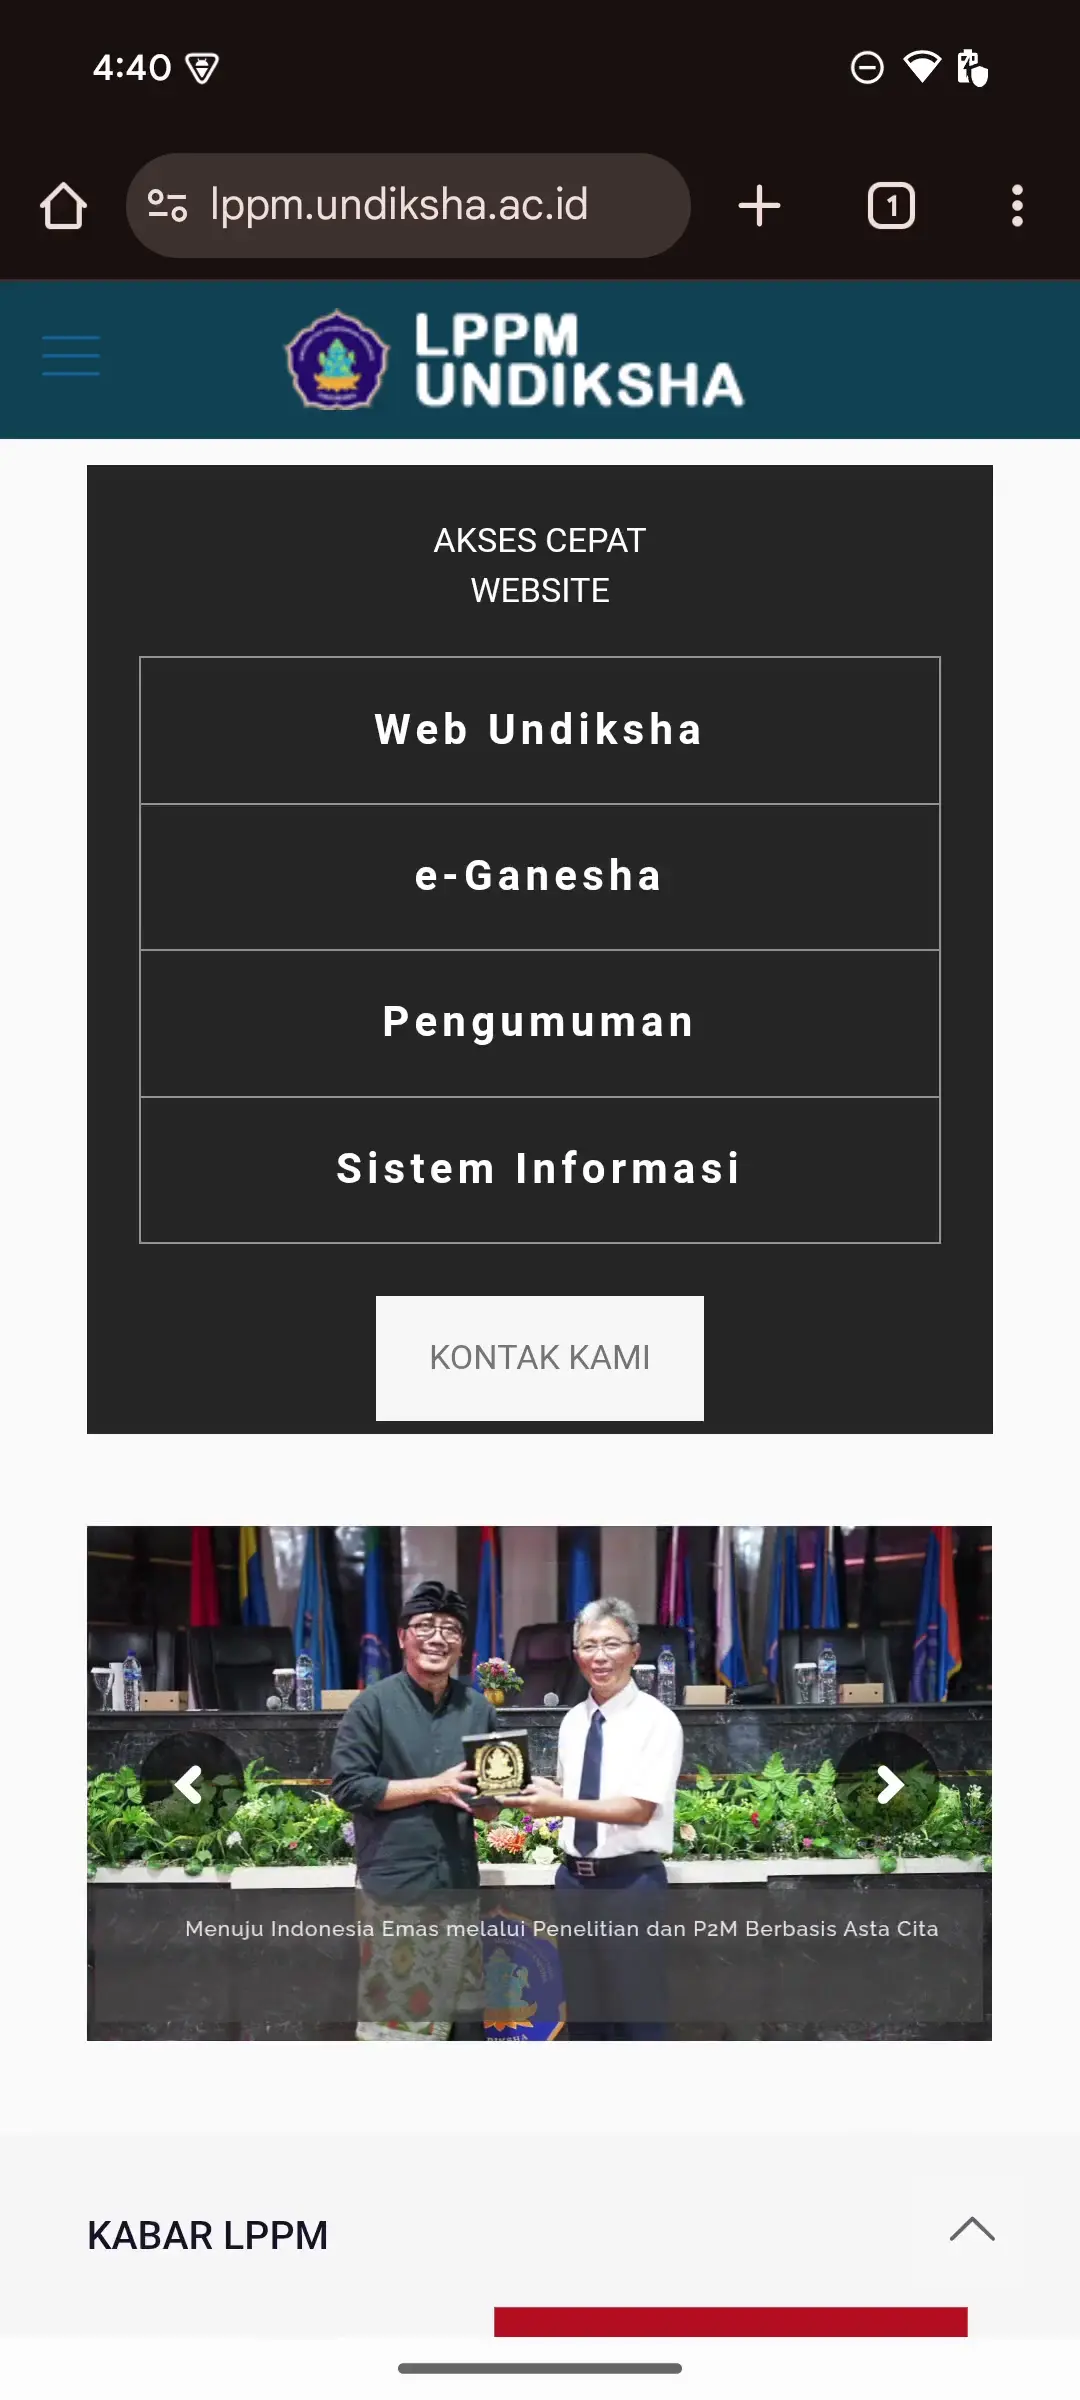 4:40
lppm.undiksha.ac.id
1
LPPM
UNDIKSHA
AKSES CEPAT
WEBSITE
Web Undiksha
e-Ganesha
Pengumuman
Sistem Informasi
KONTAK KAMI
Menuju Indonesia Emas melalui Penelitian dan P2M Berbasis Asta Cita
KABAR LPPM